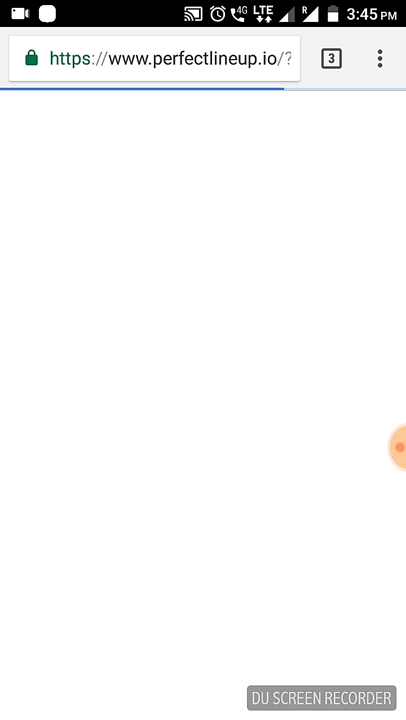 4G LTE R 3:45 PM
https://www.perfectlineup.io/? 3
DU SCREEN RECORDER